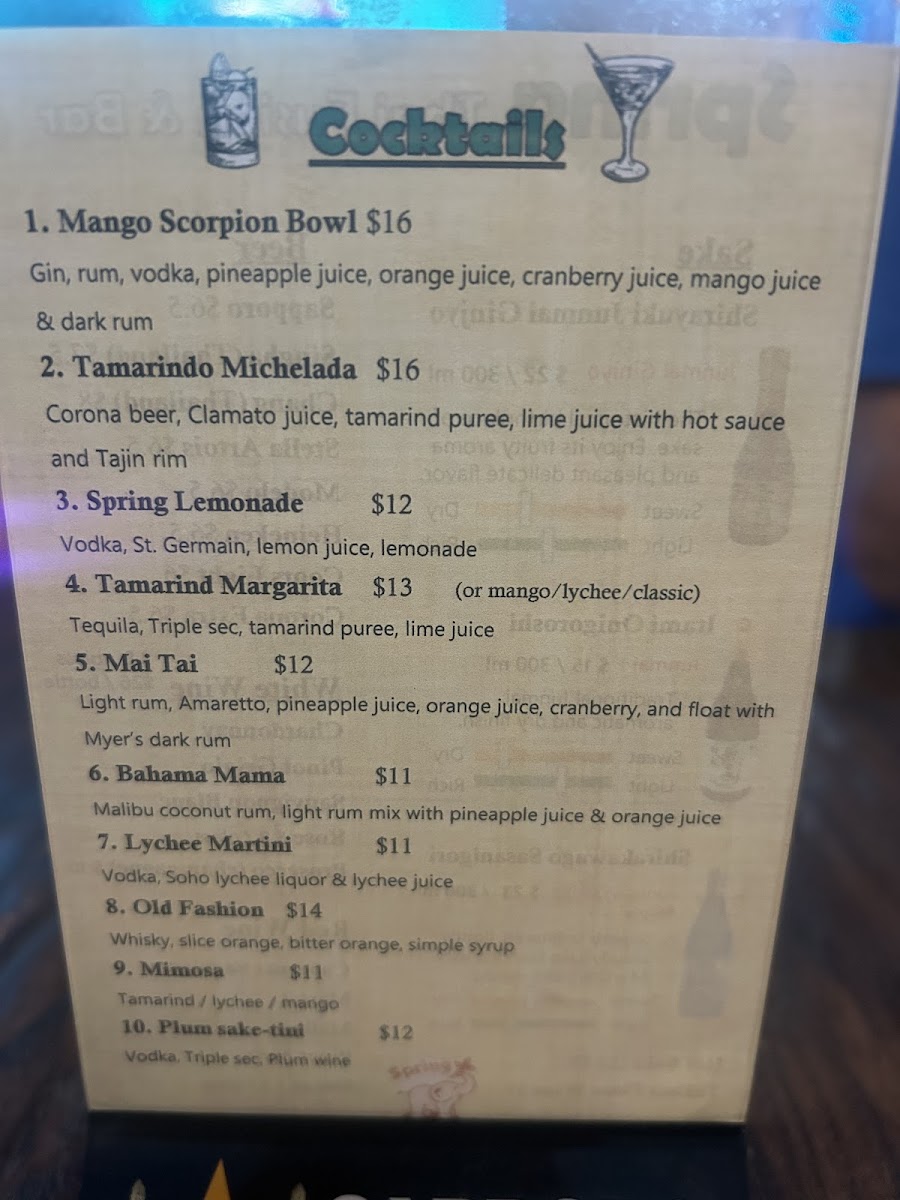 Cocktails
1. Mango Scorpion Bowl $16
Gin, rum, vodka, pineapple juice, orange juice, cranberry juice, mango juice
& dark rum
2. Tamarindo Michelada $16
Corona beer, Clamato juice, tamarind puree, lime juice with hot sauce
and Tajin rim
3. Spring Lemonade $12
Vodka, St. Germain, lemon juice, lemonade
4. Tamarind Margarita $13 (or mango/lychee/classic)
Tequila, Triple sec, tamarind puree, lime juice
5. Mai Tai $12
Light rum, Amaretto, pineapple juice, orange juice, cranberry, and float with
Myer's dark rum
6. Bahama Mama $11
Malibu coconut rum, light rum mix with pineapple juice & orange juice
7. Lychee Martini $11
Vodka, Soho lychee liquor & lychee juice
8. Old Fashion $14
Whisky, slice orange, bitter orange, simple syrup
9. Mimosa $11
Tamarind / lychee / mango
10. Plum sake-tini $12
Vodka, Triple sec, Plum wine
Spring